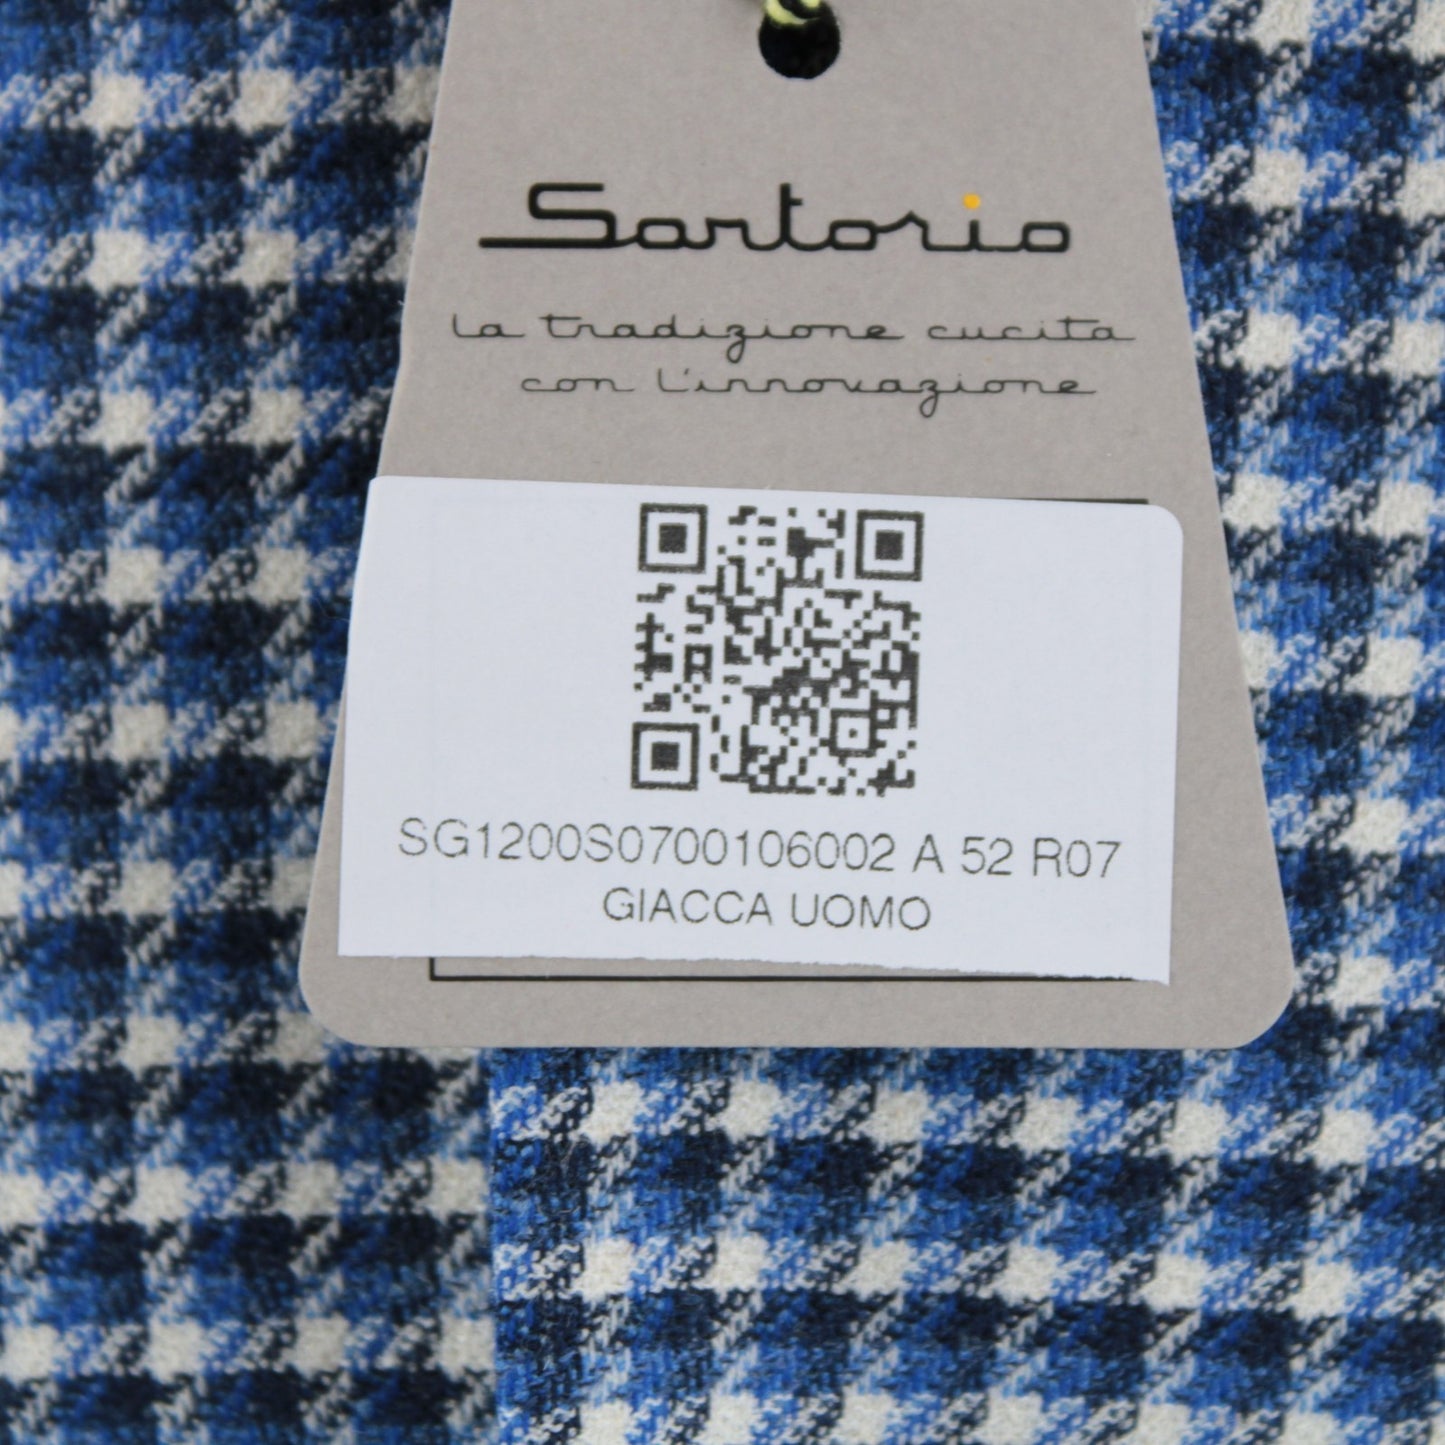 Sartorio
la tradizione cucita
con l'innovazione
SG1200S0700106002 A 52 R07
GIACCA UOMO